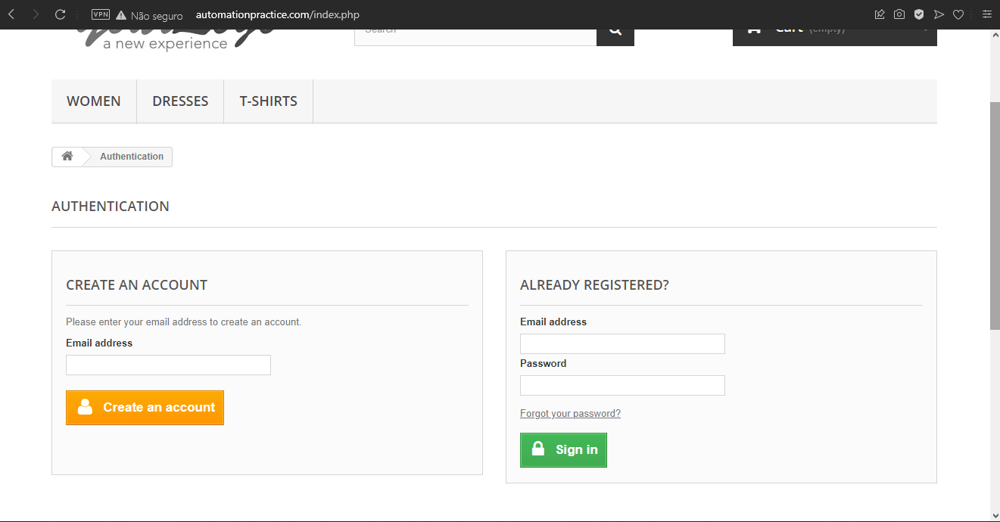 VPN Não seguro automationpractice.com/index.php
a new experience
Search
Cart (empty)
WOMEN DRESSES T-SHIRTS
Authentication
AUTHENTICATION
CREATE AN ACCOUNT
Please enter your email address to create an account.
Email address
Create an account
ALREADY REGISTERED?
Email address
Password
Forgot your password?
Sign in